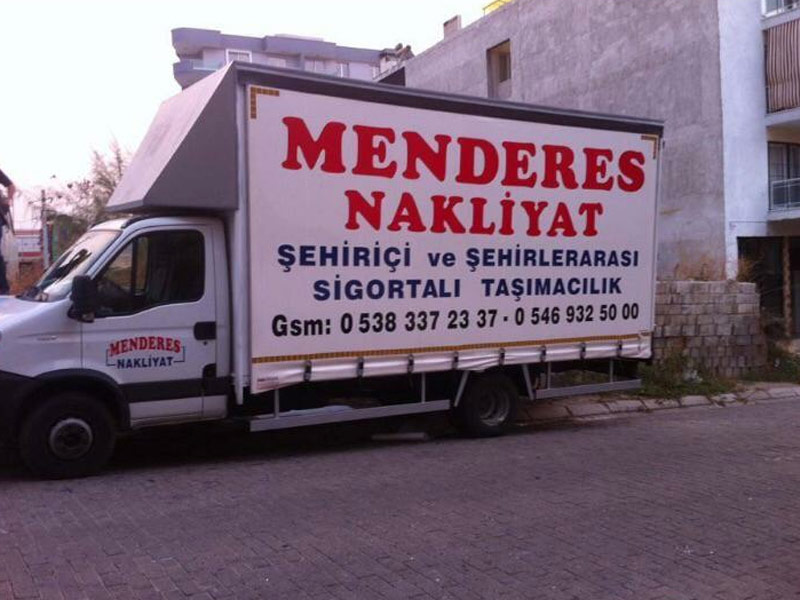 MENDERES
NAKLİYAT
ŞEHİRİÇİ ve ŞEHİRLERARASI
SİGORTALI TAŞIMACILIK
Gsm: 0 538 337 23 37 - 0 546 932 50 00
MENDERES
NAKLİYAT